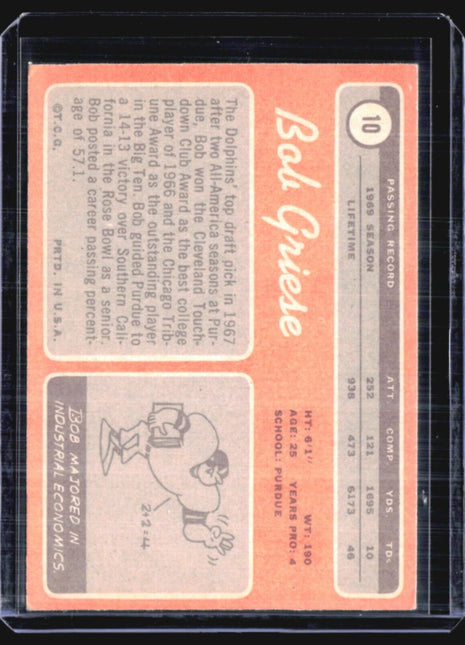 10
PASSING RECORD ATT COMP YDS. TDs
1969 SEASON 252 121 1695 10
LIFETIME 938 473 6173 46
Bob Griese
HT: 6'1" WT: 190
AGE: 25 YEARS PRO: 4
SCHOOL: PURDUE
The Dolphins' top draft pick in 1967
after two All-America seasons at Pur-
due, Bob won the Cleveland Touch-
down Club Award as the best college
player of 1966 and the Chicago Trib-
une Award as the outstanding player
in the Big Ten. Bob guided Purdue to
a 14-13 victory over Southern Cali-
fornia in the Rose Bowl as a senior.
Bob posted a career passing percent-
age of 57.1.
©T.C.G. PRTD. IN U.S.A.
2+2=4
BOB MAJORED IN
INDUSTRIAL ECONOMICS.